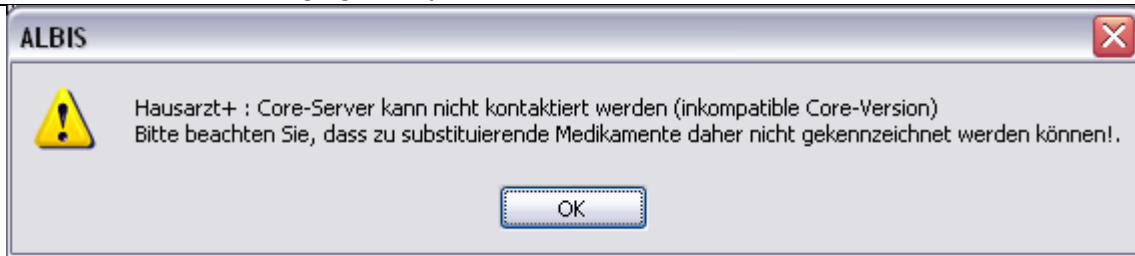 ALBIS
Hausarzt+ : Core-Server kann nicht kontaktiert werden (inkompatible Core-Version)
Bitte beachten Sie, dass zu substituierende Medikamente daher nicht gekennzeichnet werden können!.
OK